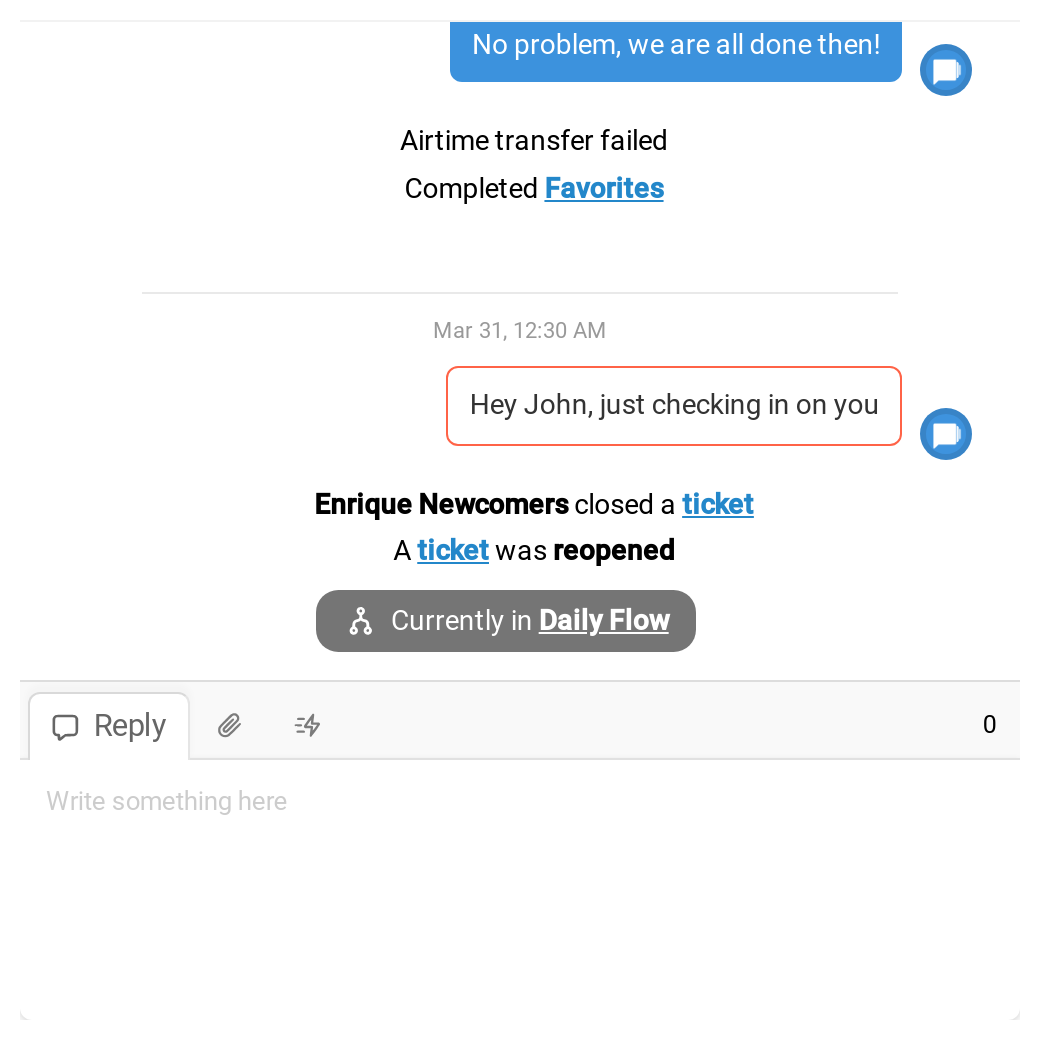 No problem, we are all done then!
Airtime transfer failed
Completed Favorites
Mar 31, 12:30 AM
Hey John, just checking in on you
Enrique Newcomers closed a ticket
A ticket was reopened
Currently in Daily Flow
Reply
0
Write something here